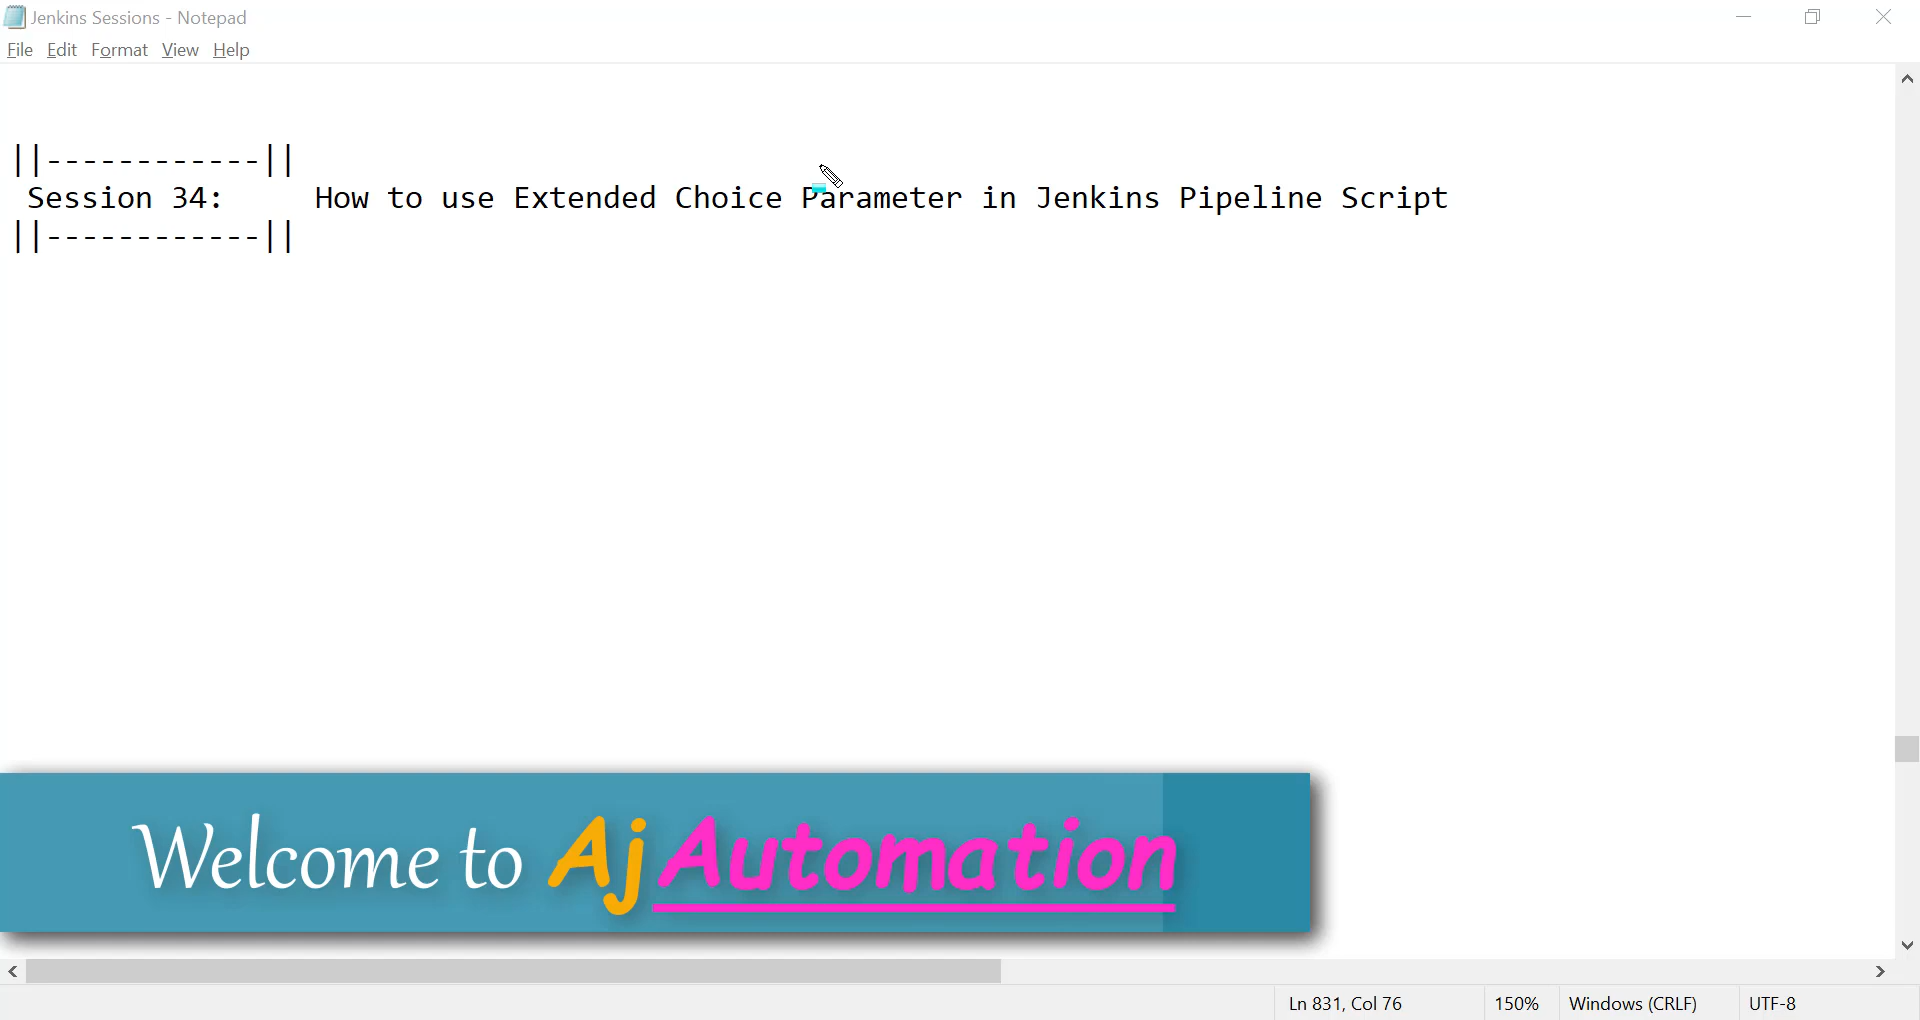 Jenkins Sessions - Notepad
File Edit Format View Help
||------------||
Session 34: How to use Extended Choice Parameter in Jenkins Pipeline Script
||------------||
Welcome to Aj Automation
Ln 831, Col 76 150% Windows (CRLF) UTF-8